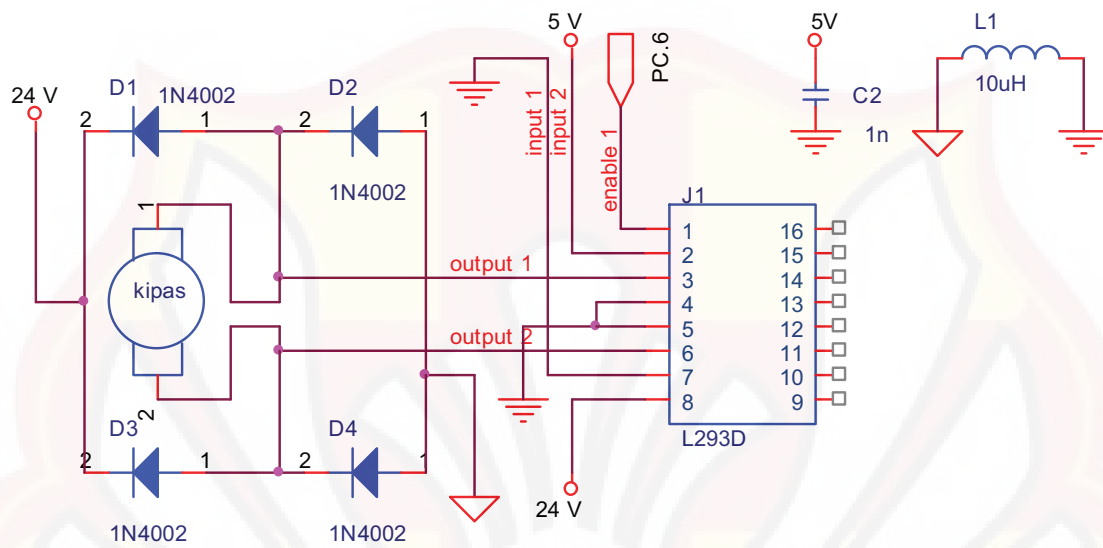 5 V
PC.6
5V
L1
10uH
C2
1n
24 V
D1
1N4002
2
1
D2
2
1
1N4002
input 1
input 2
enable 1
J1
1
kipas
2
output 1
output 2
1
2
3
4
5
6
7
8
16
15
14
13
12
11
10
9
L293D
24 V
D3
2
1
1N4002
D4
2
1
1N4002